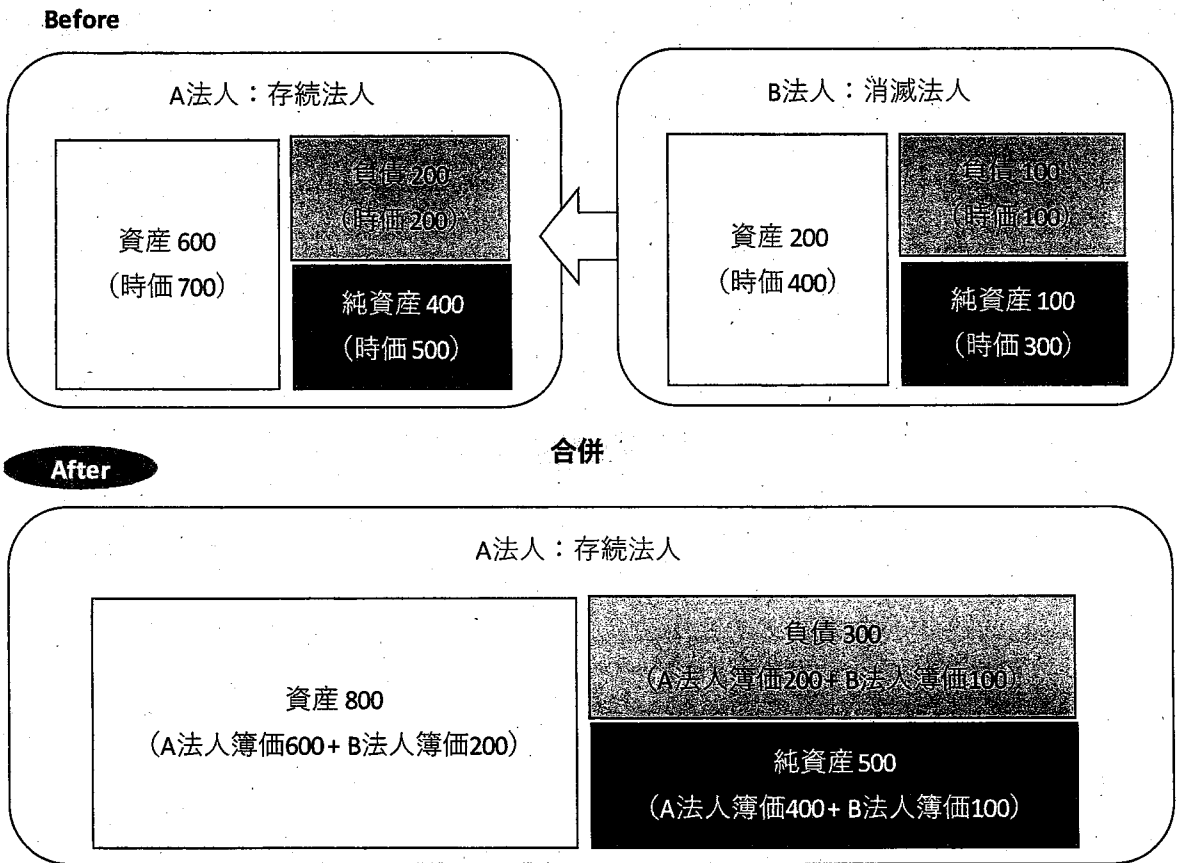 Before
A法人：存続法人
資産 600
（時価 700）
負債 200
（時価 200）
純資産 400
（時価 500）
B法人：消滅法人
資産 200
（時価 400）
負債 100
（時価 100）
純資産 100
（時価 300）
合併
After
A法人：存続法人
資産 800
（A法人簿価600+ B法人簿価200）
負債 300
（A法人簿価200+ B法人簿価100）
純資産 500
（A法人簿価400+ B法人簿価100）